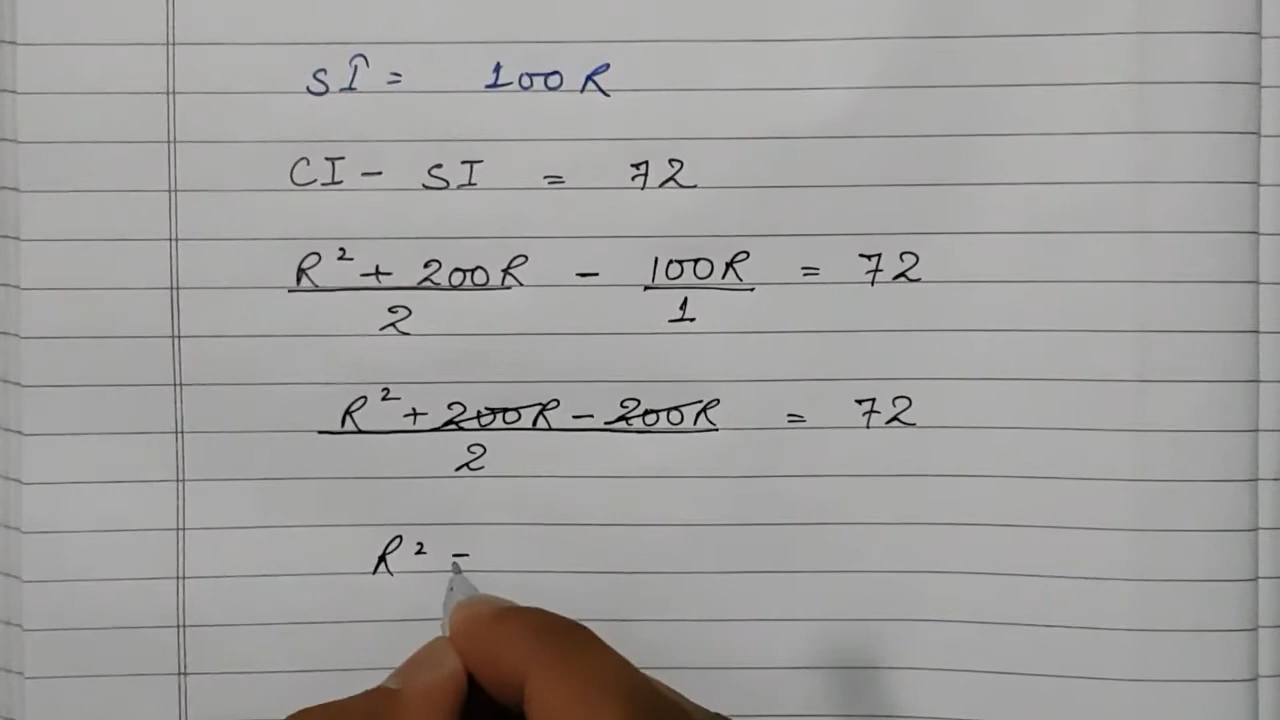 SI = 100R
CI - SI = 72
R² + 200R / 2 - 100R / 1 = 72
R² + 200R - 200R / 2 = 72
R² =